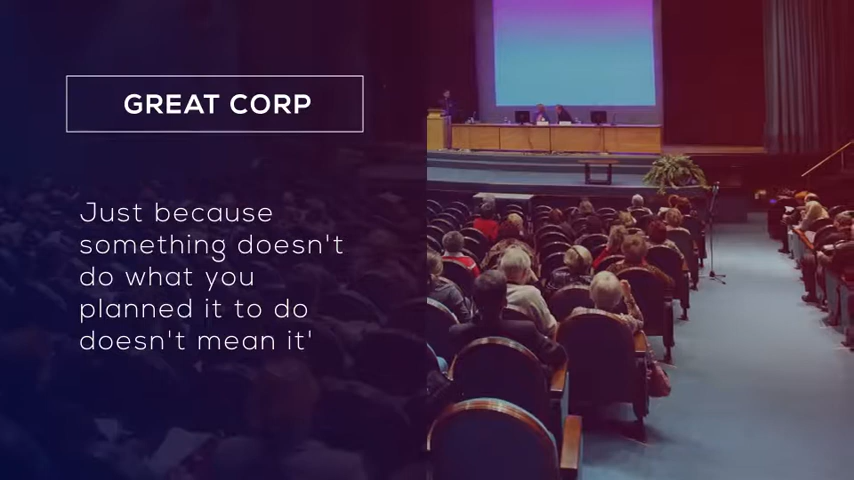 GREAT CORP
Just because
something doesn't
do what you
planned it to do
doesn't mean it'